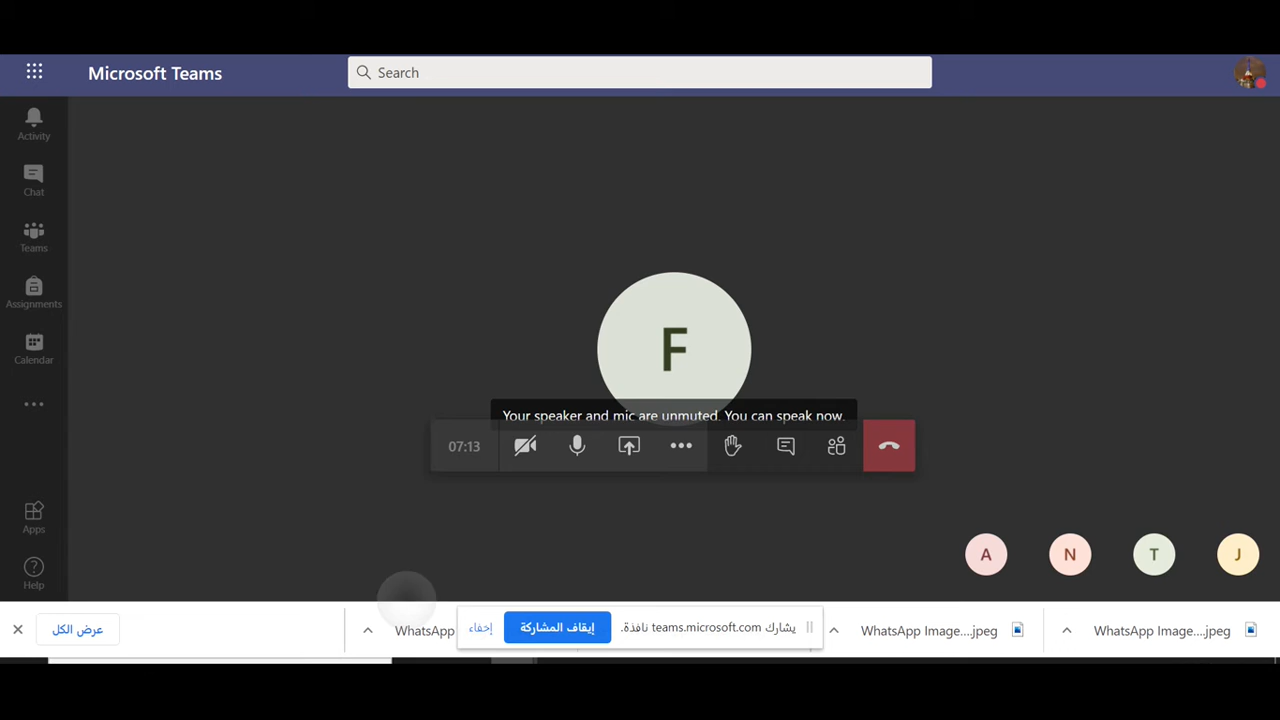 Microsoft Teams
Search
Activity
Chat
Teams
Assignments
Calendar
F
Your speaker and mic are unmuted. You can speak now.
07:13
Apps
Help
A
N
T
J
عرض الكل
WhatsApp
إخفاء
إيقاف المشاركة
يشارك teams.microsoft.com نافذة.
WhatsApp Image....jpeg
WhatsApp Image....jpeg